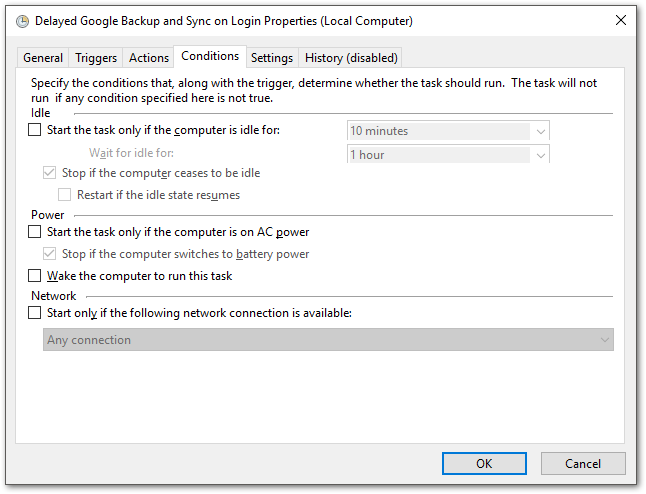 Delayed Google Backup and Sync on Login Properties (Local Computer)
General Triggers Actions Conditions Settings History (disabled)
Specify the conditions that, along with the trigger, determine whether the task should run. The task will not
run if any condition specified here is not true.
Idle
Start the task only if the computer is idle for: 10 minutes
Wait for idle for: 1 hour
Stop if the computer ceases to be idle
Restart if the idle state resumes
Power
Start the task only if the computer is on AC power
Stop if the computer switches to battery power
Wake the computer to run this task
Network
Start only if the following network connection is available:
Any connection
OK Cancel